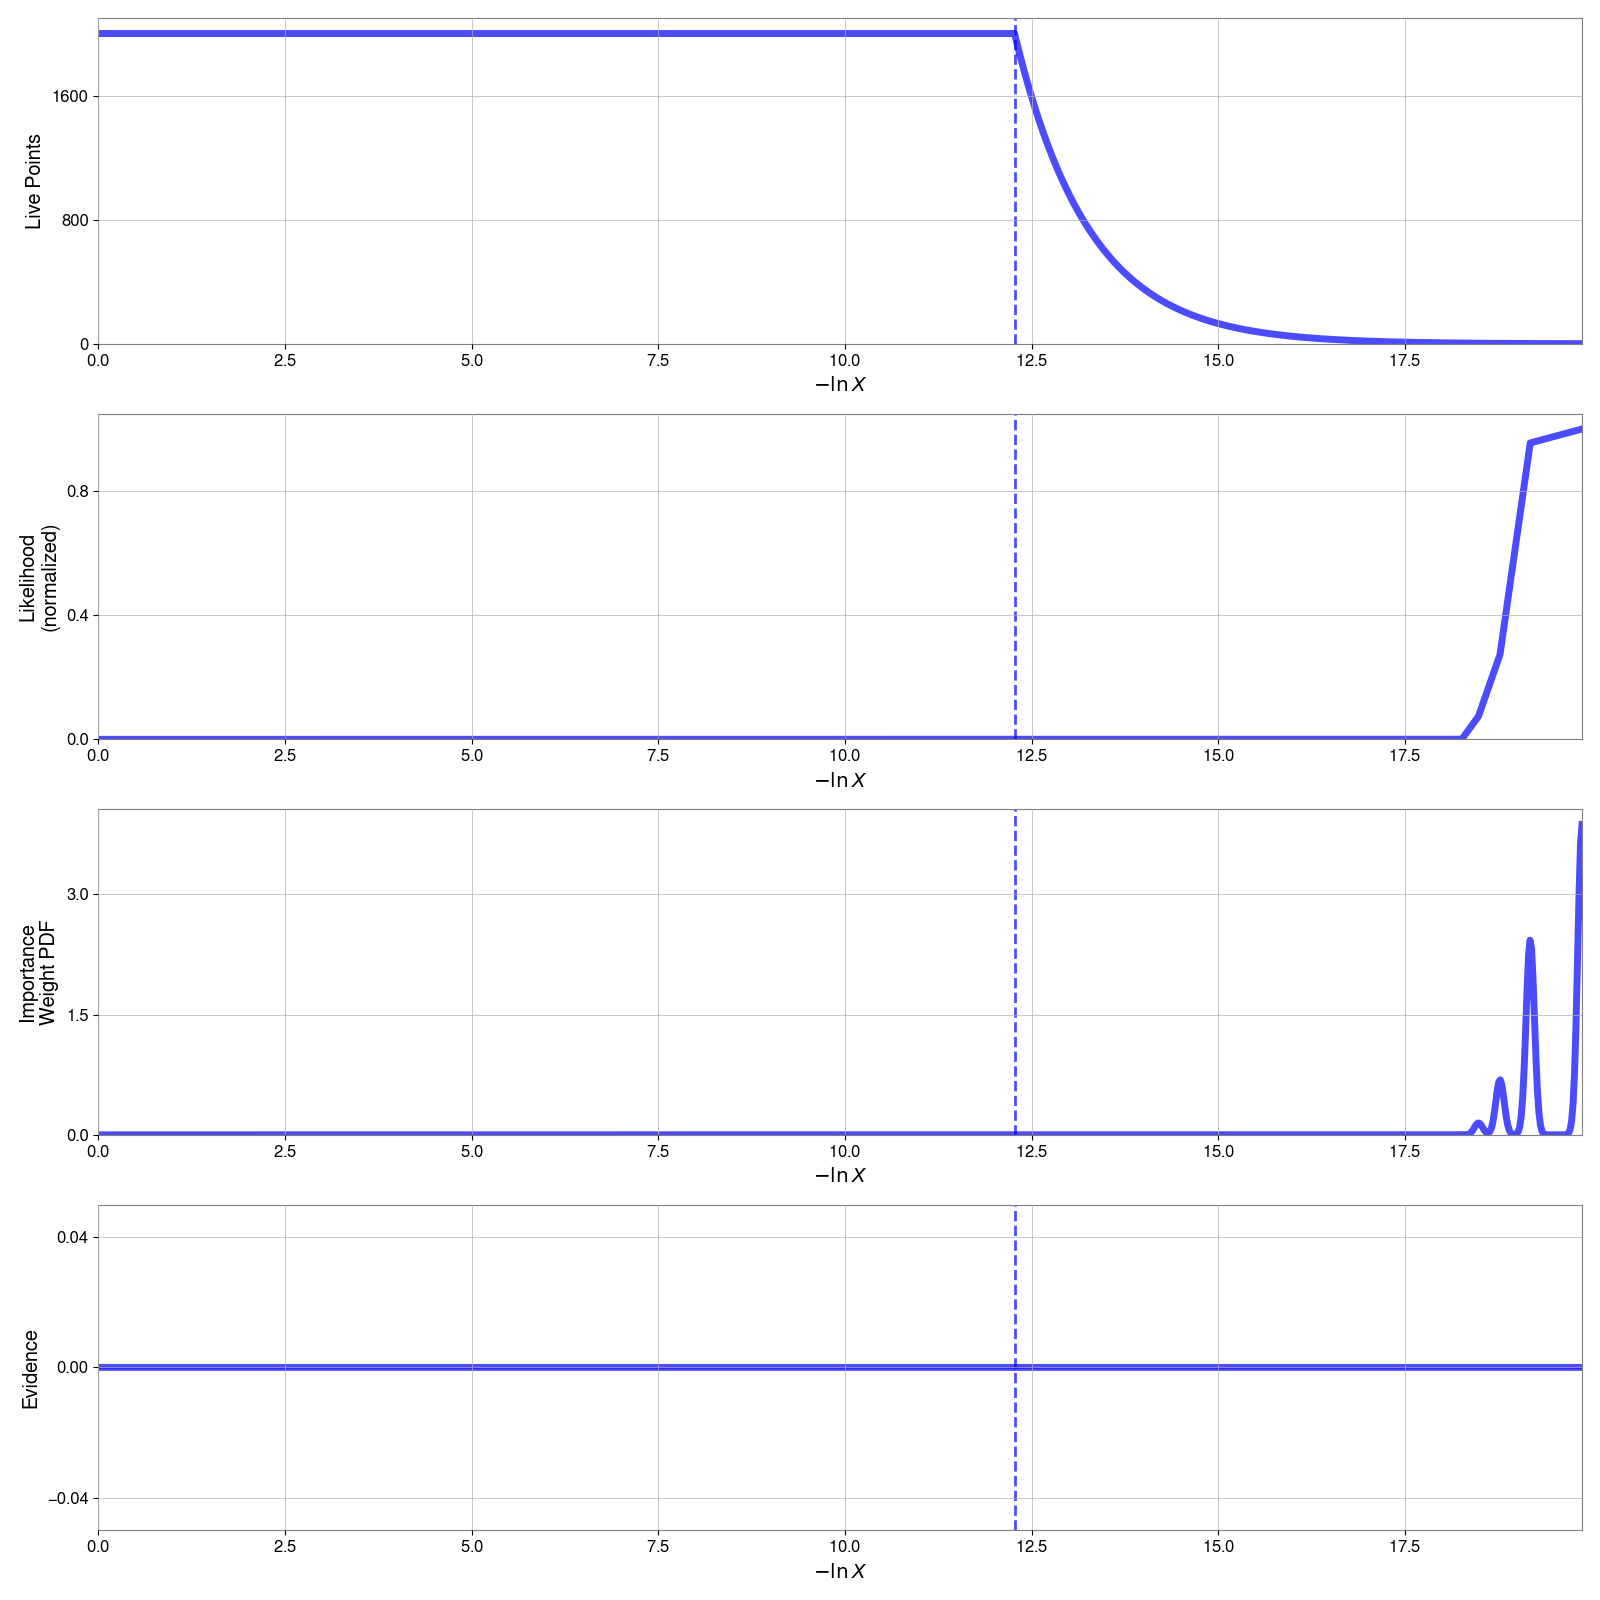 Live Points
1600
800
0
0.0 2.5 5.0 7.5 10.0 12.5 15.0 17.5
−ln X
Likelihood
(normalized)
0.8
0.4
0.0
0.0 2.5 5.0 7.5 10.0 12.5 15.0 17.5
−ln X
Importance
Weight PDF
3.0
1.5
0.0
0.0 2.5 5.0 7.5 10.0 12.5 15.0 17.5
−ln X
Evidence
0.04
0.00
−0.04
0.0 2.5 5.0 7.5 10.0 12.5 15.0 17.5
−ln X